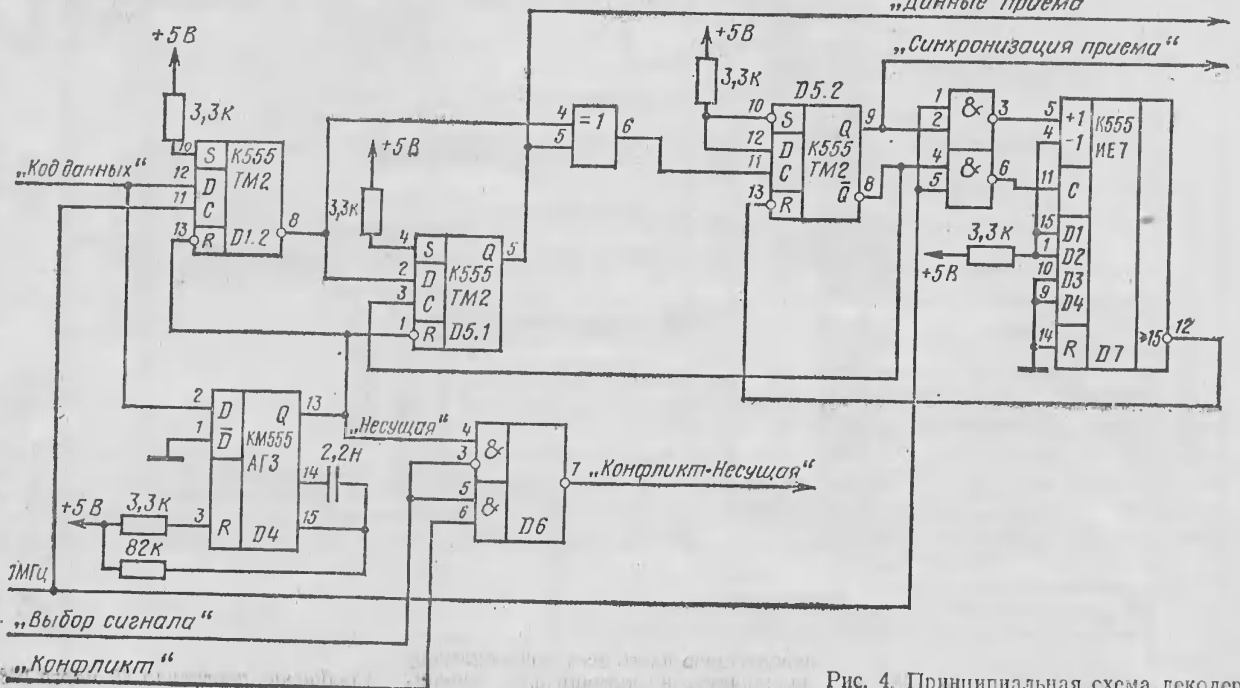 „Данные приема“
+5В
+5В
„Синхронизация приема“
3,3к
3,3к
D5.2
10
S
12
D
11
C
13
R
К555
ТМ2
Q
9
Q̄
8
1
2
&
3
4
5
&
6
5
4
+1
-1
К555
ИЕ7
11
C
15
D1
1
D2
10
D3
9
D4
14
R
D7
≥15
12
3,3к
+5В
4
5
=1
6
„Код данных“
10
S
12
D
11
C
13
R
К555
ТМ2
D1.2
8
+5В
3,3к
4
S
2
D
3
C
1
R
Q
К555
ТМ2
D5.1
5
2
D
1
D̄
3
R
Q
КМ555
АГ3
D4
13
14
15
2,2н
„Несущая“
+5В
3,3к
82к
4
3
&
5
6
&
D6
7
„Конфликт-Несущая“
1МГц
„Выбор сигнала“
„Конфликт“
Рис. 4. Принципиальная схема декодер